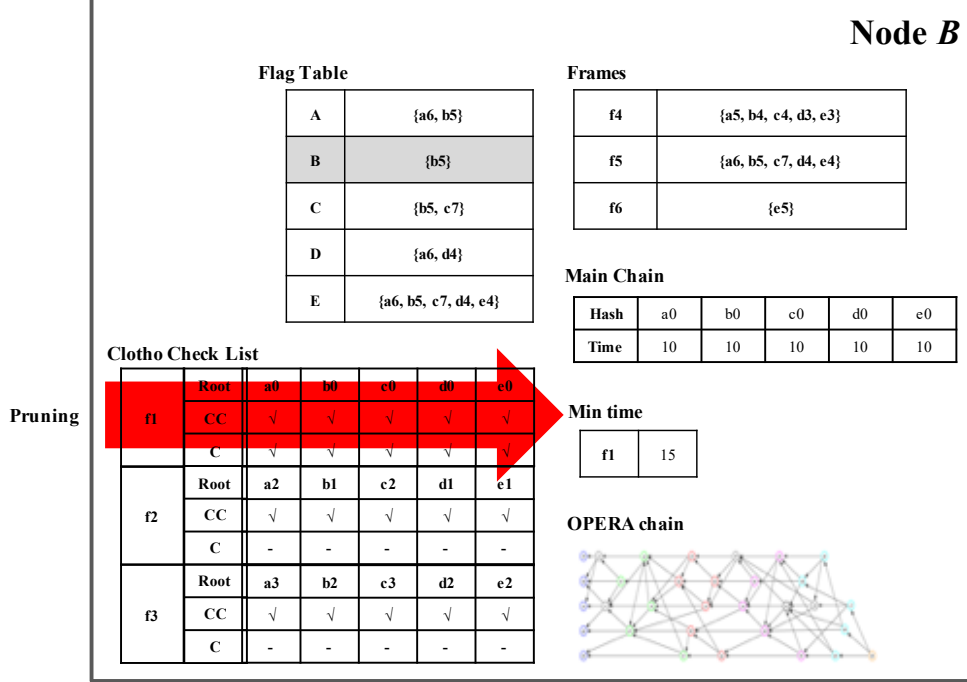 Node B
Flag Table
A {a6, b5}
B {b5}
C {b5, c7}
D {a6, d4}
E {a6, b5, c7, d4, e4}
Frames
f4 {a5, b4, c4, d3, e3}
f5 {a6, b5, c7, d4, e4}
f6 {e5}
Main Chain
Hash a0 b0 c0 d0 e0
Time 10 10 10 10 10
Clotho Check List
Pruning
f1
Root a0 b0 c0 d0 e0
CC √ √ √ √ √
C √ √ √ √ √
f2
Root a2 b1 c2 d1 e1
CC √ √ √ √ √
C - - - - -
f3
Root a3 b2 c3 d2 e2
CC √ √ √ √ √
C - - - - -
Min time
f1 15
OPERA chain